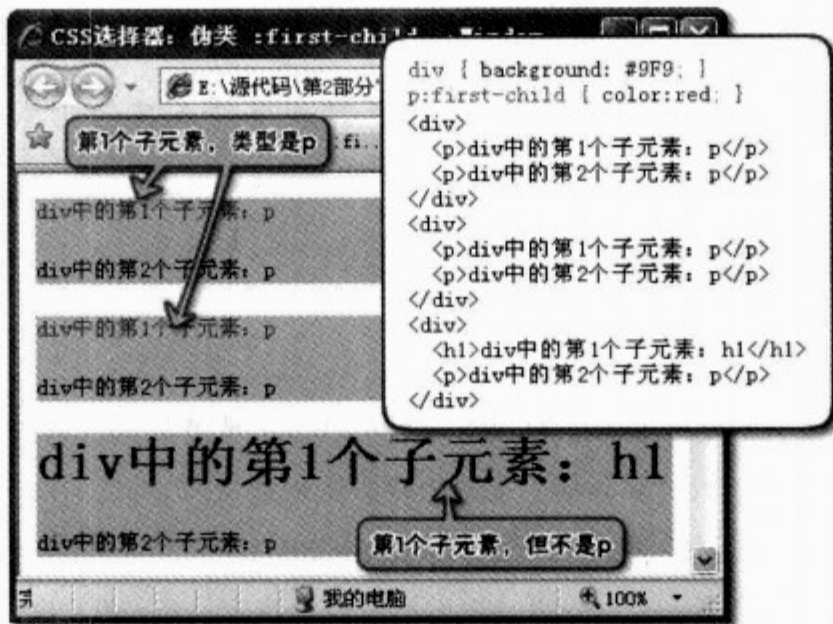 CSS选择器：伪类 :first-child
E:\源代码\第2部分
第1个子元素，类型是p
:fi..
div中的第1个子元素：p
div中的第2个子元素：p
div中的第1个子元素：p
div中的第2个子元素：p
div中的第1个子元素：h1
div中的第2个子元素：p
第1个子元素，但不是p
我的电脑
100%
div { background: #9F9; }
p:first-child { color:red; }
<div>
<p>div中的第1个子元素：p</p>
<p>div中的第2个子元素：p</p>
</div>
<div>
<p>div中的第1个子元素：p</p>
<p>div中的第2个子元素：p</p>
</div>
<div>
<h1>div中的第1个子元素：h1</h1>
<p>div中的第2个子元素：p</p>
</div>